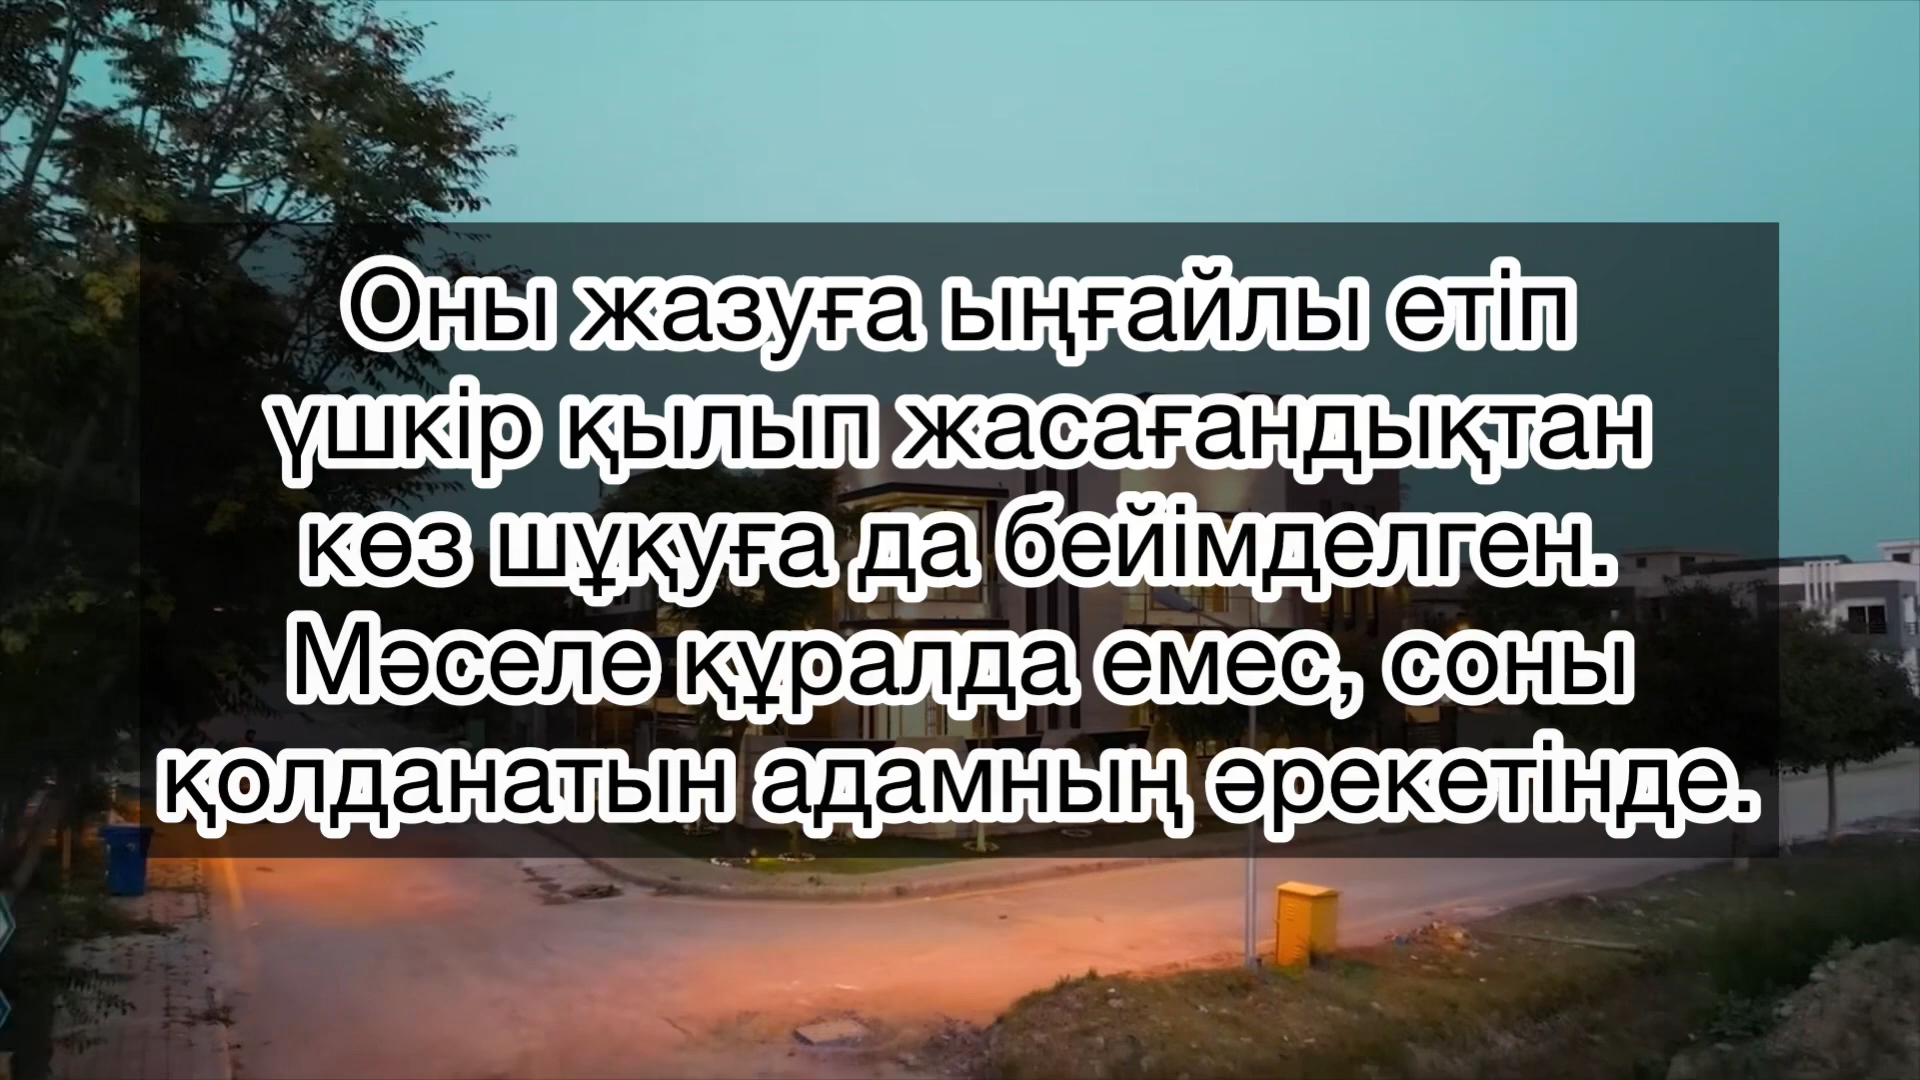 Оны жазуға ыңғайлы етіп
үшкір қылып жасағандықтан
көз шұқуға да бейімделген.
Мәселе құралда емес, соны
қолданатын адамның әрекетінде.